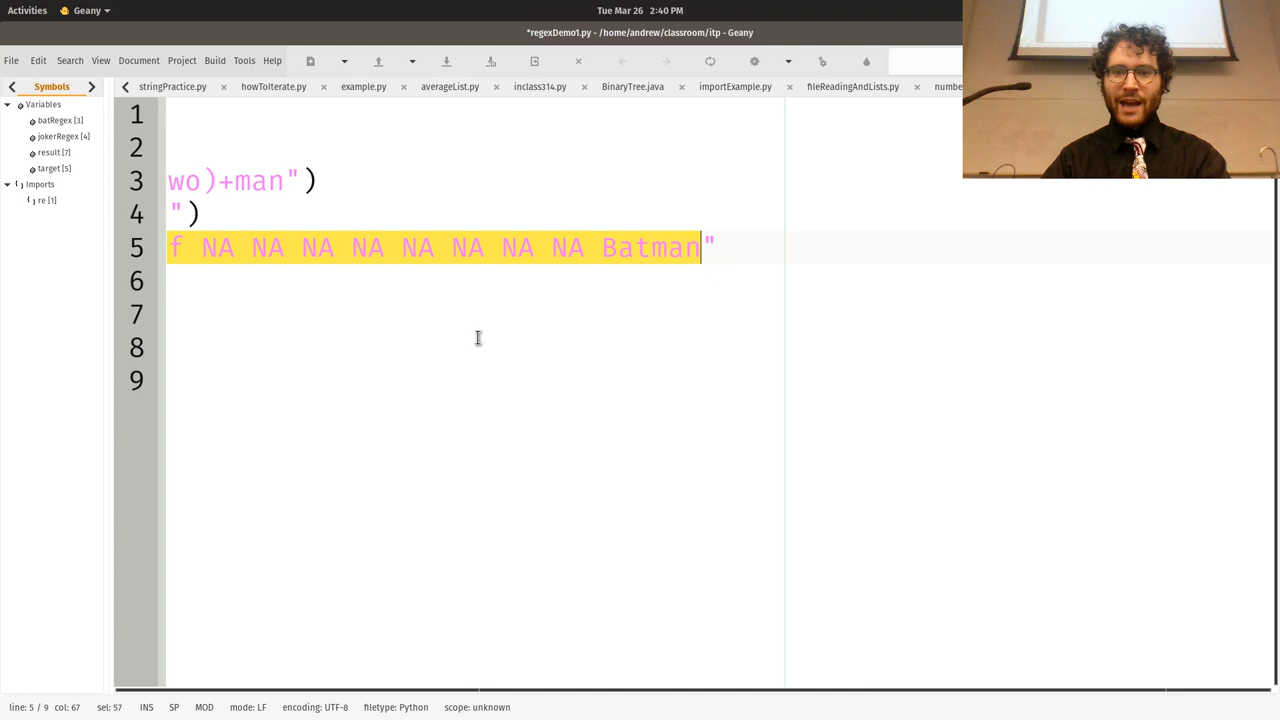 Activities Geany Tue Mar 26 2:40 PM
*regexDemo1.py - /home/andrew/classroom/itp - Geany
File Edit Search View Document Project Build Tools Help
Symbols stringPractice.py howToIterate.py example.py averageList.py inclass314.py BinaryTree.java importExample.py fileReadingAndLists.py
Variables
batRegex [3]
jokerRegex [4]
result [7]
target [5]
Imports
re [1]
1
2
3 wo)+man")
4 ")
5 f NA NA NA NA NA NA NA NA Batman"
6
7
8
9
line: 5 / 9 col: 67 sel: 57 INS SP MOD mode: LF encoding: UTF-8 filetype: Python scope: unknown